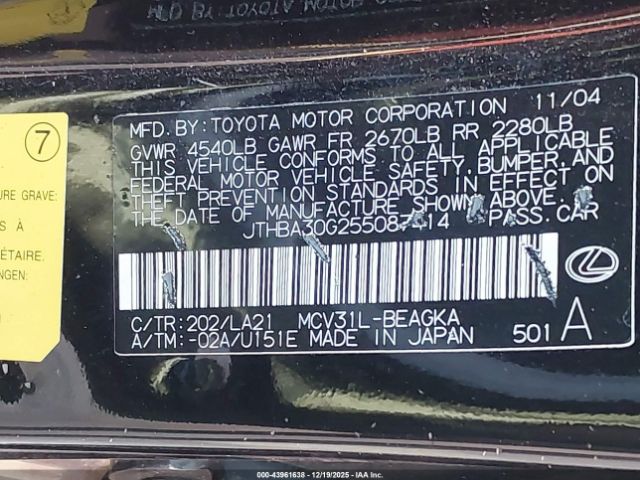 7
URE GRAVE:
S À
ÉTAIRE.
NGEN:
MFD. BY: TOYOTA MOTOR CORPORATION 11/04
GVWR 4540LB GAWR FR 2670LB RR 2280LB
THIS VEHICLE CONFORMS TO ALL APPLICABLE
FEDERAL MOTOR VEHICLE SAFETY, BUMPER, AND
THEFT PREVENTION STANDARDS IN EFFECT ON
THE DATE OF MANUFACTURE SHOWN ABOVE.
JTHBA30G255087414 PASS. CAR
C/TR: 202/LA21 MCV31L-BEAGKA
A/TM: -02A/U151E MADE IN JAPAN 501 A
000-43961638 - 12/19/2025 - IAA Inc.